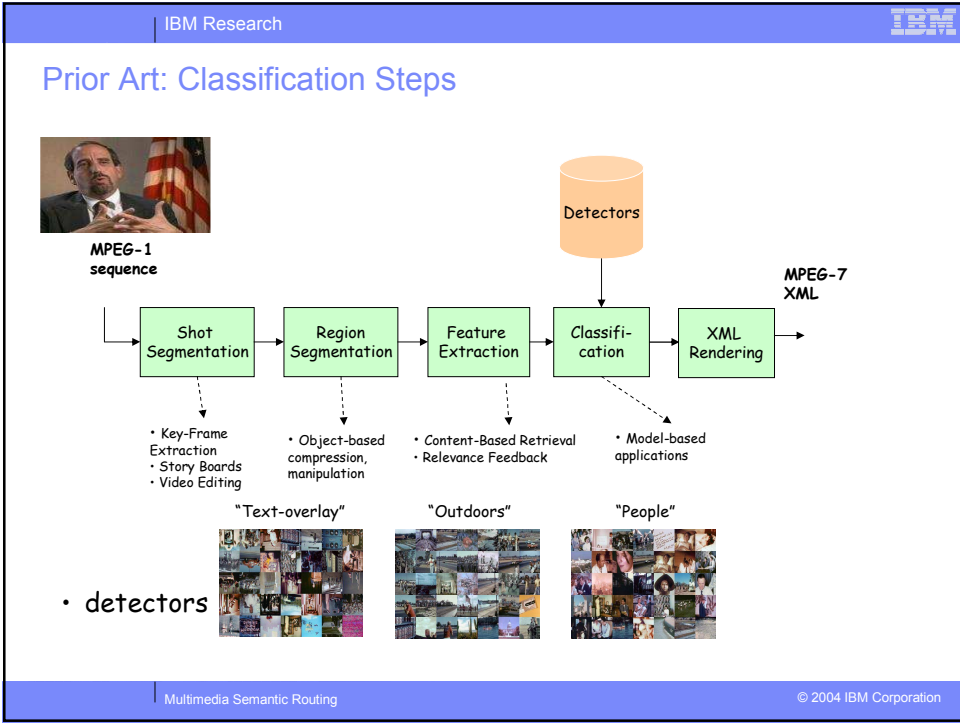 IBM Research
IBM
Prior Art: Classification Steps
MPEG-1
sequence
Detectors
MPEG-7
XML
Shot
Segmentation
Region
Segmentation
Feature
Extraction
Classifi-
cation
XML
Rendering
• Key-Frame
Extraction
• Story Boards
• Video Editing
• Object-based
compression,
manipulation
• Content-Based Retrieval
• Relevance Feedback
• Model-based
applications
"Text-overlay"
"Outdoors"
"People"
• detectors
Multimedia Semantic Routing
© 2004 IBM Corporation